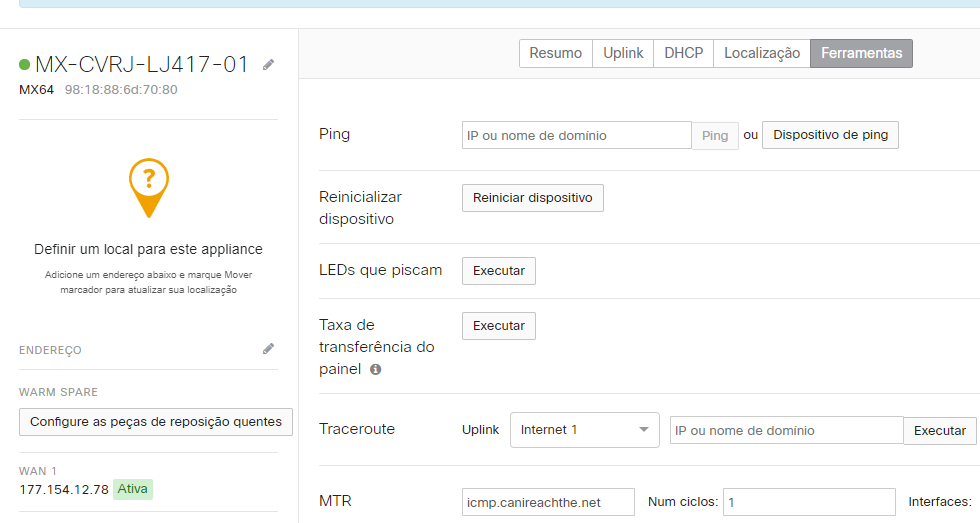 MX-CVRJ-LJ417-01
MX64 98:18:88:6d:70:80
Definir um local para este appliance
Adicione um endereço abaixo e marque Mover
marcador para atualizar sua localização
ENDEREÇO
WARM SPARE
Configure as peças de reposição quentes
WAN 1
177.154.12.78 Ativa
Resumo Uplink DHCP Localização Ferramentas
Ping IP ou nome de domínio Ping ou Dispositivo de ping
Reinicializar
dispositivo
Reiniciar dispositivo
LEDs que piscam Executar
Taxa de
transferência do
painel
Executar
Traceroute Uplink Internet 1 IP ou nome de domínio Executar
MTR icmp.canireachthe.net Num ciclos: 1 Interfaces: